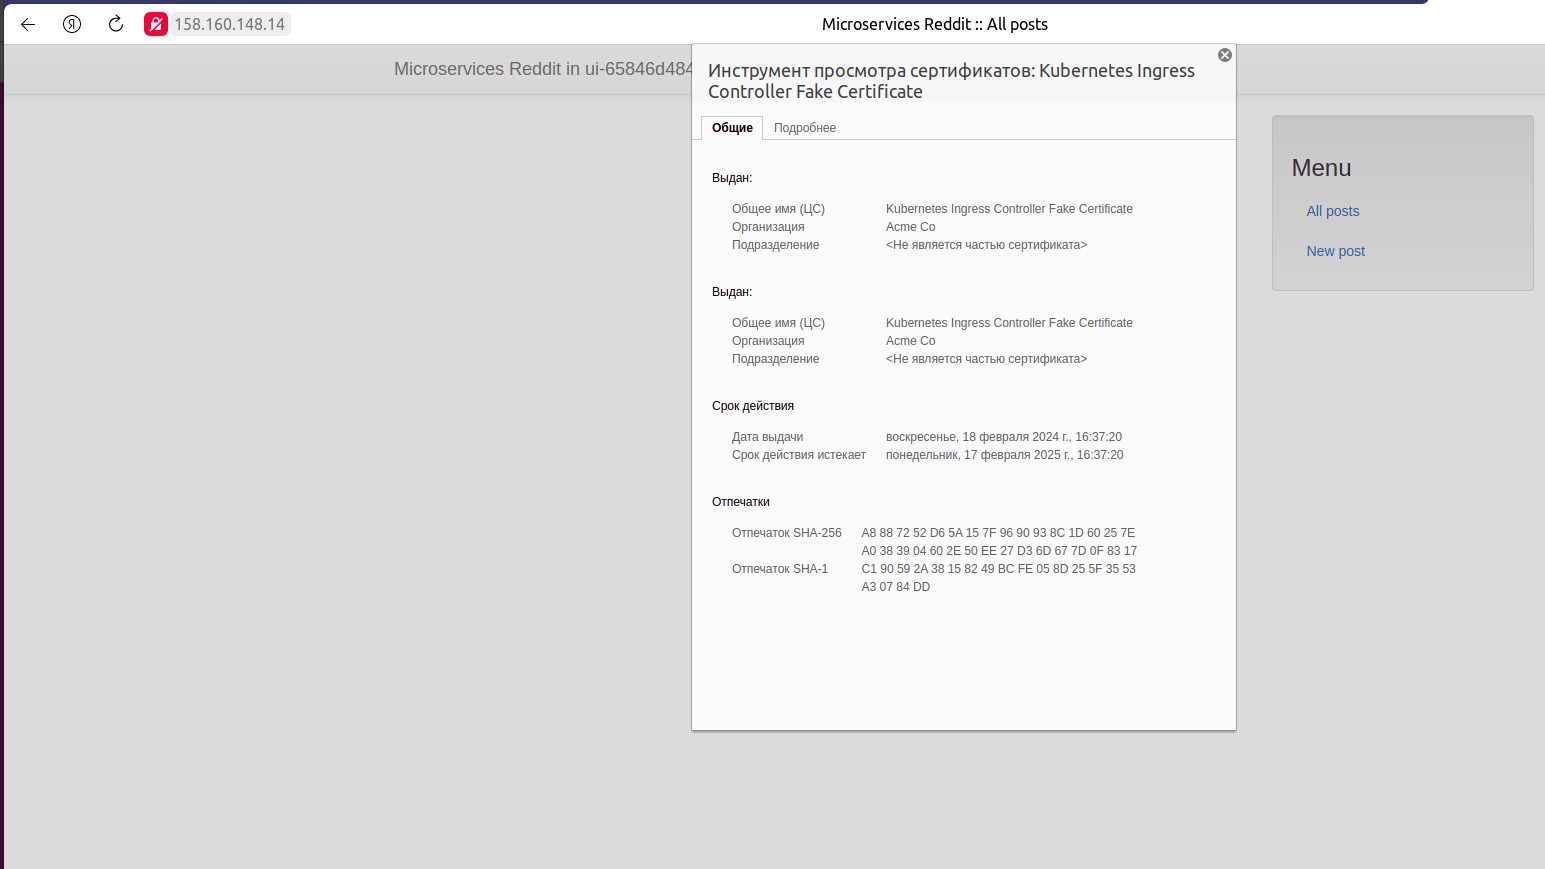 158.160.148.14
Microservices Reddit :: All posts
Microservices Reddit in ui-65846d484
Инструмент просмотра сертификатов: Kubernetes Ingress
Controller Fake Certificate
Общие Подробнее
Выдан:
Общее имя (ЦС) Kubernetes Ingress Controller Fake Certificate
Организация Acme Co
Подразделение <Не является частью сертификата>
Выдан:
Общее имя (ЦС) Kubernetes Ingress Controller Fake Certificate
Организация Acme Co
Подразделение <Не является частью сертификата>
Срок действия
Дата выдачи воскресенье, 18 февраля 2024 г., 16:37:20
Срок действия истекает понедельник, 17 февраля 2025 г., 16:37:20
Отпечатки
Отпечаток SHA-256 A8 88 72 52 D6 5A 15 7F 96 90 93 8C 1D 60 25 7E
A0 38 39 04 60 2E 50 EE 27 D3 6D 67 7D 0F 83 17
Отпечаток SHA-1 C1 90 59 2A 38 15 82 49 BC FE 05 8D 25 5F 35 53
A3 07 84 DD
Menu
All posts
New post